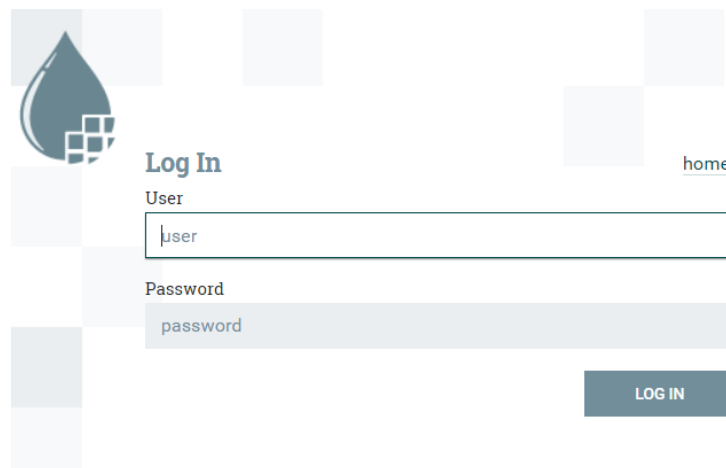 Log In
home
User
user
Password
password
LOG IN